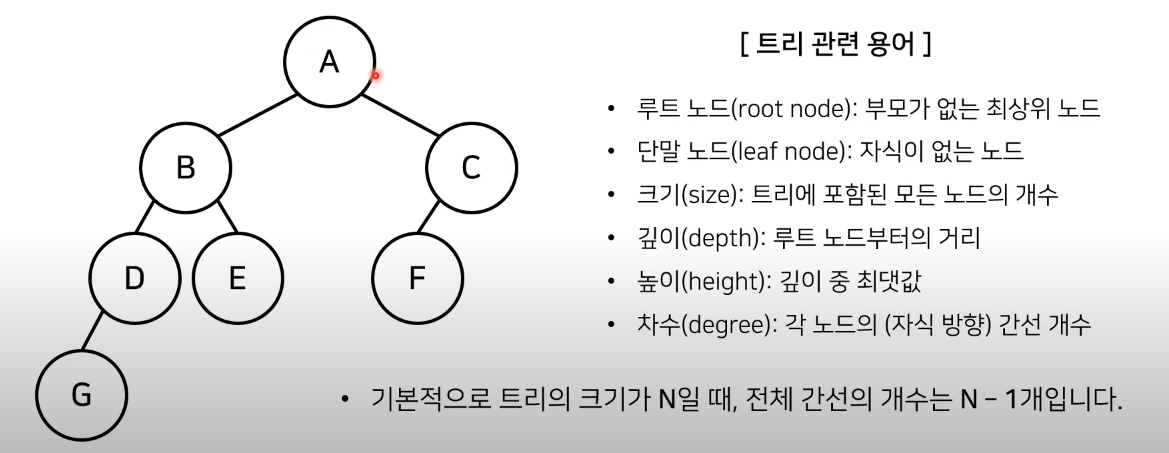 A
B
C
D
E
F
G
[ 트리 관련 용어 ]
• 루트 노드(root node): 부모가 없는 최상위 노드
• 단말 노드(leaf node): 자식이 없는 노드
• 크기(size): 트리에 포함된 모든 노드의 개수
• 깊이(depth): 루트 노드부터의 거리
• 높이(height): 깊이 중 최댓값
• 차수(degree): 각 노드의 (자식 방향) 간선 개수
• 기본적으로 트리의 크기가 N일 때, 전체 간선의 개수는 N – 1개입니다.